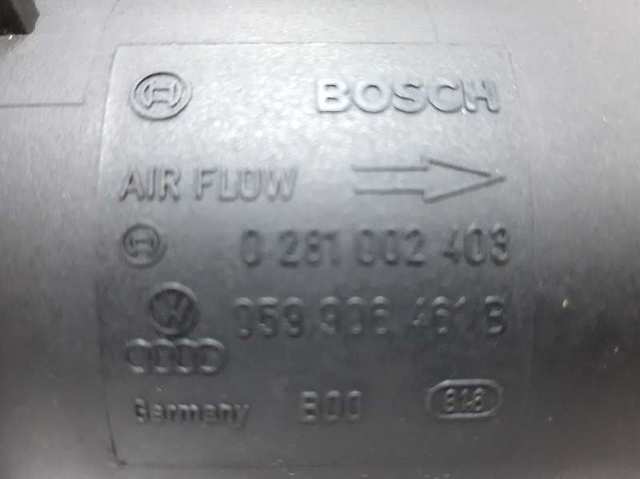 BOSCH
AIR FLOW
0 281 002 403
059 906 461 B
Germany B00